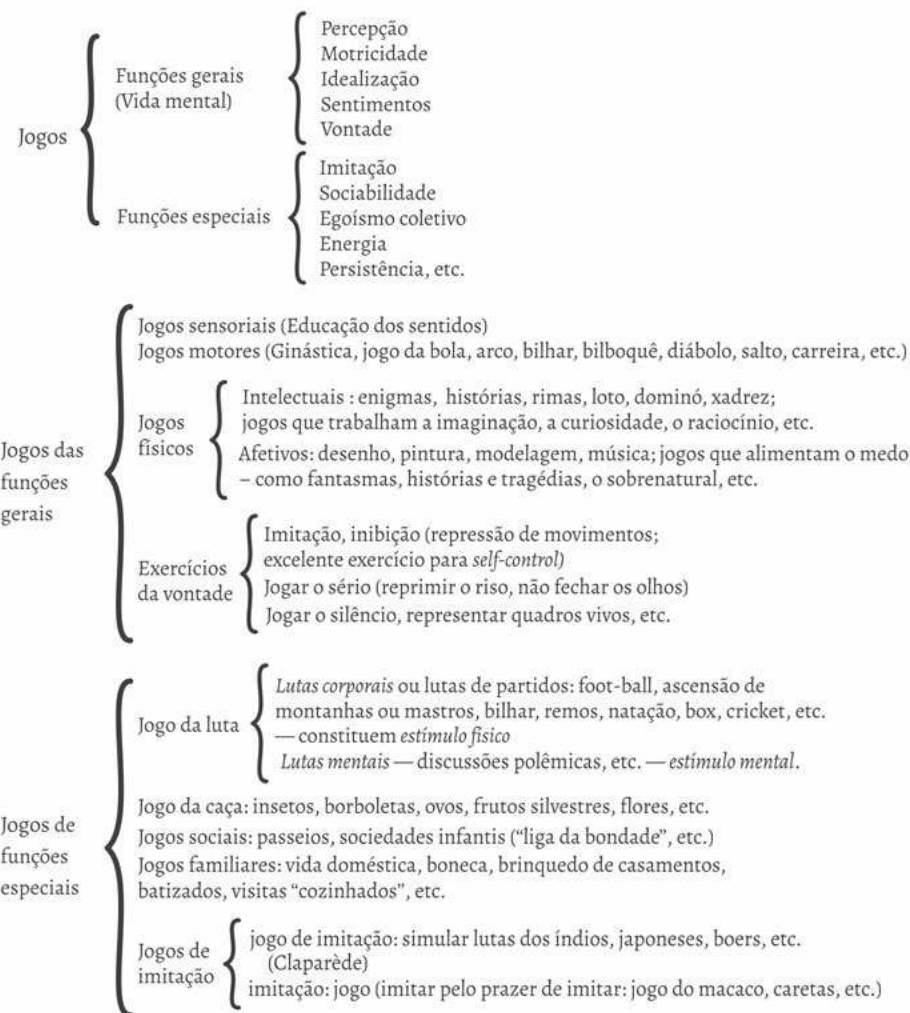 Jogos
Funções gerais
(Vida mental)
Percepção
Motricidade
Idealização
Sentimentos
Vontade
Funções especiais
Imitação
Sociabilidade
Egoísmo coletivo
Energia
Persistência, etc.
Jogos das
funções
gerais
Jogos sensoriais (Educação dos sentidos)
Jogos motores (Ginástica, jogo da bola, arco, bilhar, bilboquê, diábolo, salto, carreira, etc.)
Jogos
físicos
Intelectuais : enigmas, histórias, rimas, loto, dominó, xadrez;
jogos que trabalham a imaginação, a curiosidade, o raciocínio, etc.
Afetivos: desenho, pintura, modelagem, música; jogos que alimentam o medo
– como fantasmas, histórias e tragédias, o sobrenatural, etc.
Exercícios
da vontade
Imitação, inibição (repressão de movimentos;
excelente exercício para self-control)
Jogar o sério (reprimir o riso, não fechar os olhos)
Jogar o silêncio, representar quadros vivos, etc.
Jogos de
funções
especiais
Jogo da luta
Lutas corporais ou lutas de partidos: foot-ball, ascensão de
montanhas ou mastros, bilhar, remos, natação, box, cricket, etc.
— constituem estímulo físico
Lutas mentais — discussões polêmicas, etc. — estímulo mental.
Jogo da caça: insetos, borboletas, ovos, frutos silvestres, flores, etc.
Jogos sociais: passeios, sociedades infantis (“liga da bondade”, etc.)
Jogos familiares: vida doméstica, boneca, brinquedo de casamentos,
batizados, visitas “cozinhados”, etc.
Jogos de
imitação
jogo de imitação: simular lutas dos índios, japoneses, boers, etc.
(Claparède)
imitação: jogo (imitar pelo prazer de imitar: jogo do macaco, caretas, etc.)